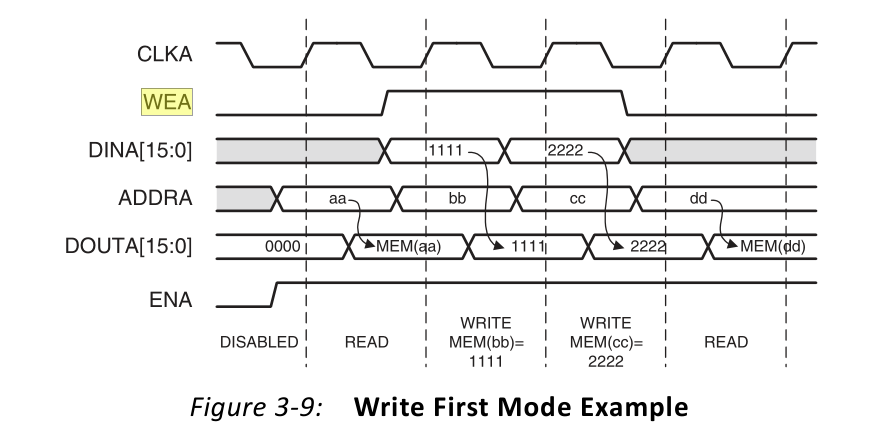 CLKA
WEA
DINA[15:0] 1111 2222
ADDRA aa bb cc dd
DOUTA[15:0] 0000 MEM(aa) 1111 2222 MEM(dd)
ENA
DISABLED READ WRITE MEM(bb)= 1111 WRITE MEM(cc)= 2222 READ
Figure 3-9: Write First Mode Example